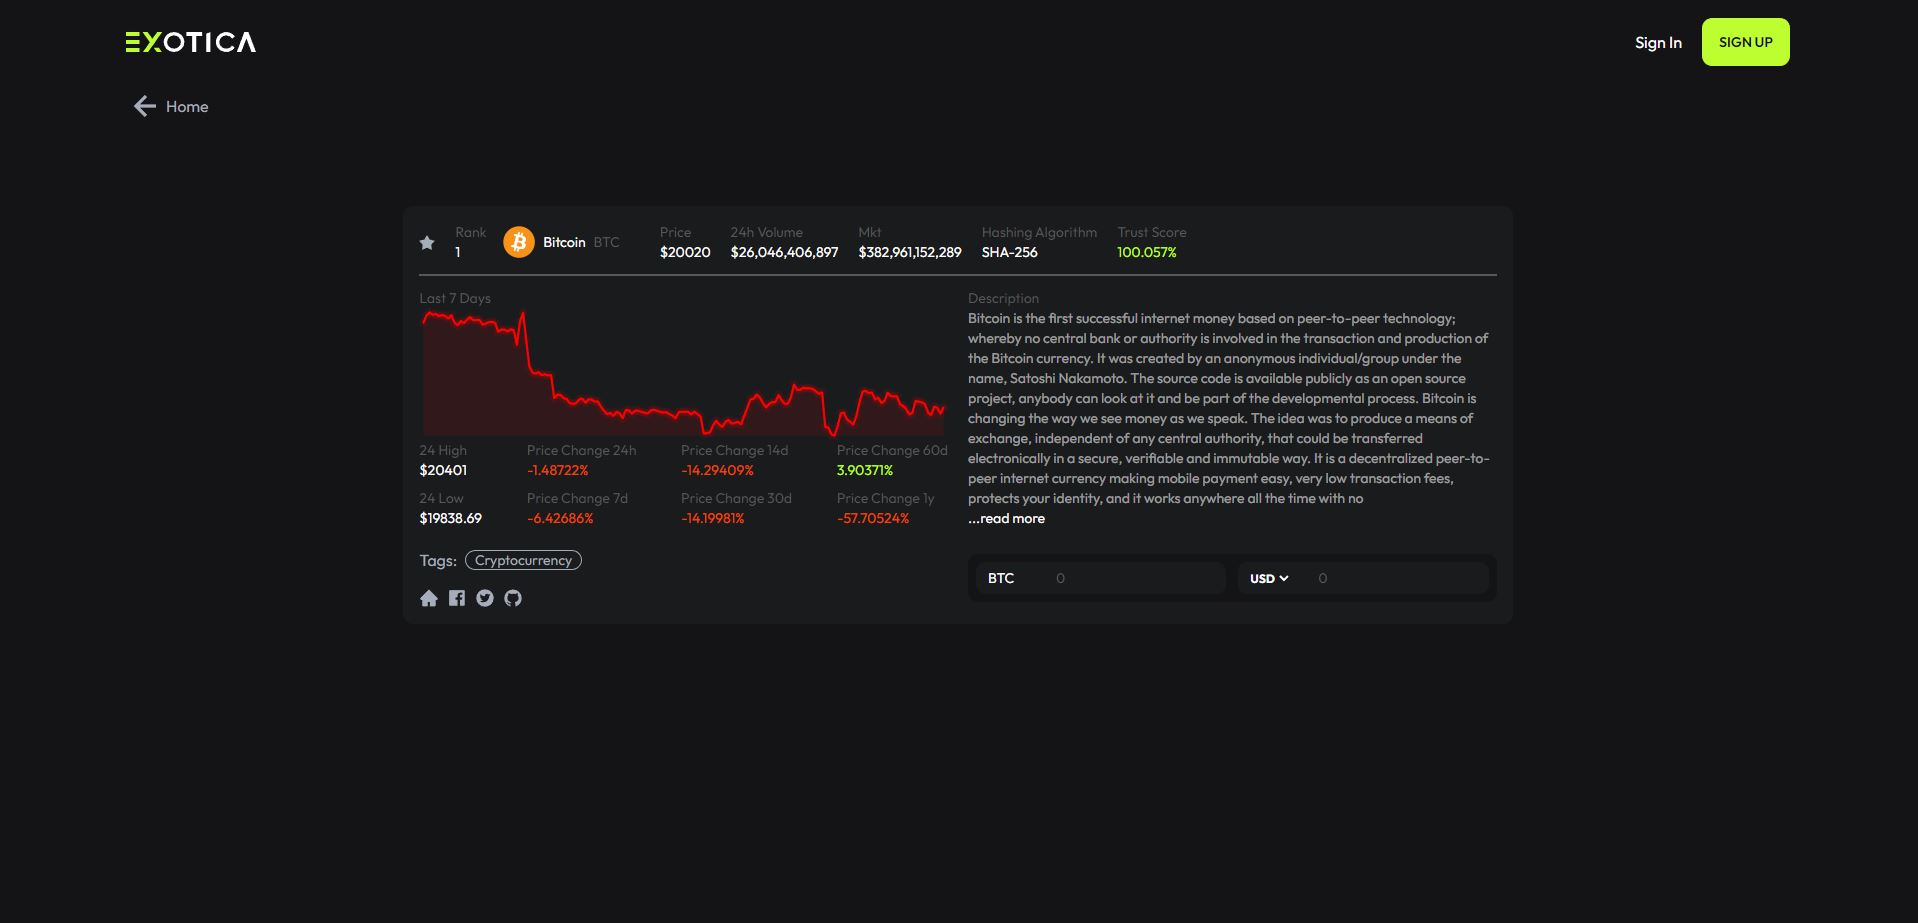 EXOTICA
Sign In
SIGN UP
Home
Rank
1
Bitcoin BTC
Price
$20020
24h Volume
$26,046,406,897
Mkt
$382,961,152,289
Hashing Algorithm
SHA-256
Trust Score
100.057%
Last 7 Days
24 High
$20401
Price Change 24h
-1.48722%
Price Change 14d
-14.29409%
Price Change 60d
3.90371%
24 Low
$19838.69
Price Change 7d
-6.42686%
Price Change 30d
-14.19981%
Price Change 1y
-57.70524%
Tags: Cryptocurrency
Description
Bitcoin is the first successful internet money based on peer-to-peer technology;
whereby no central bank or authority is involved in the transaction and production of
the Bitcoin currency. It was created by an anonymous individual/group under the
name, Satoshi Nakamoto. The source code is available publicly as an open source
project, anybody can look at it and be part of the developmental process. Bitcoin is
changing the way we see money as we speak. The idea was to produce a means of
exchange, independent of any central authority, that could be transferred
electronically in a secure, verifiable and immutable way. It is a decentralized peer-to-
peer internet currency making mobile payment easy, very low transaction fees,
protects your identity, and it works anywhere all the time with no
...read more
BTC 0
USD 0